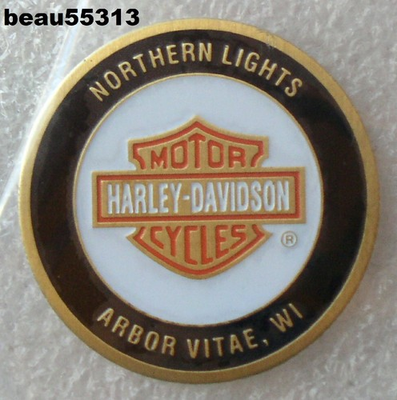 beau55313
NORTHERN LIGHTS
MOTOR
HARLEY-DAVIDSON
CYCLES
®
ARBOR VITAE, WI